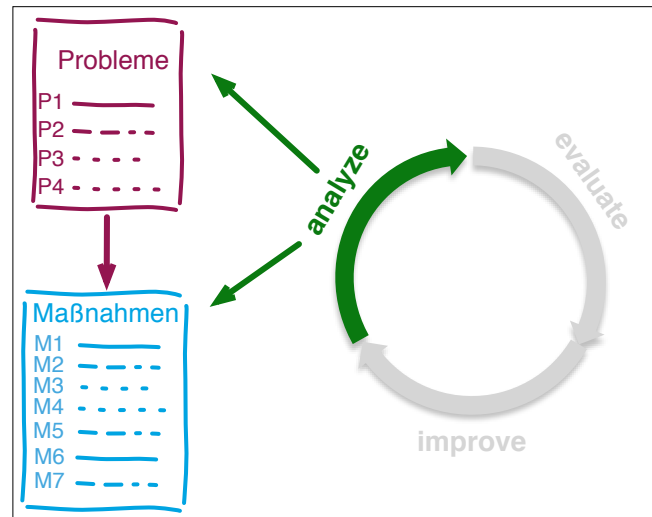 Probleme
P1
P2
P3
P4
Maßnahmen
M1
M2
M3
M4
M5
M6
M7
analyze
evaluate
improve